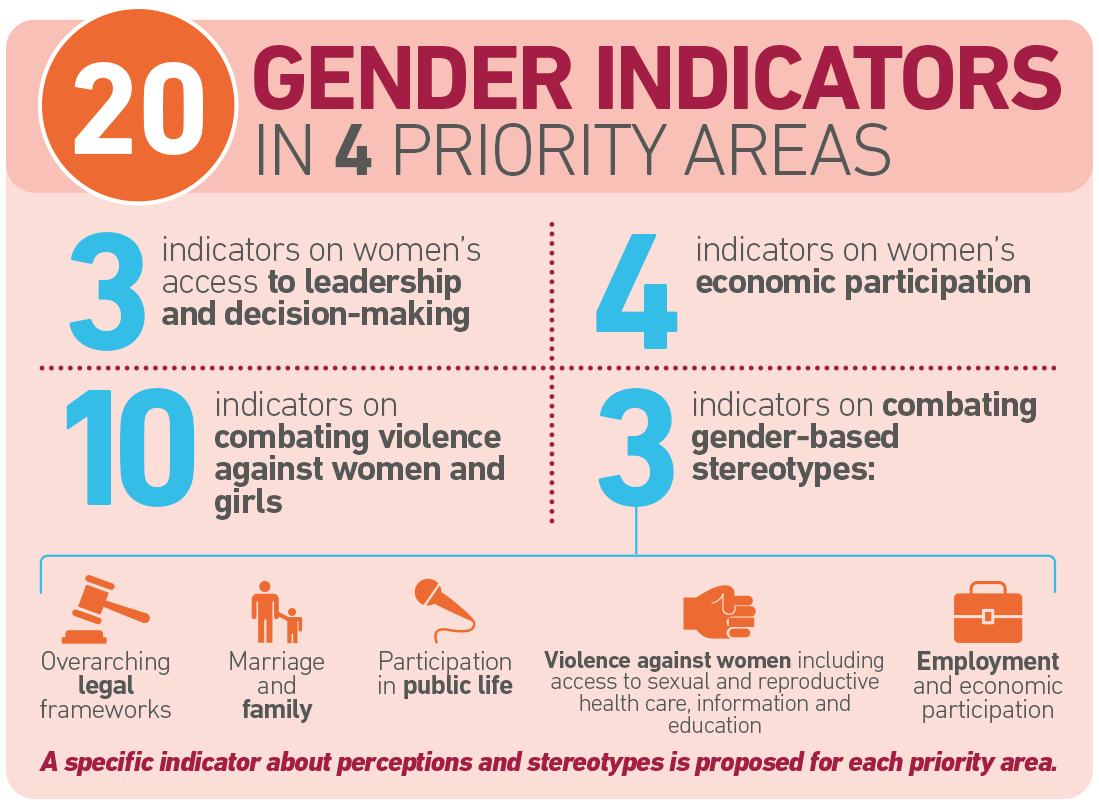 20
GENDER INDICATORS
IN 4 PRIORITY AREAS
3
indicators on women’s
access to leadership
and decision-making
4
indicators on women’s
economic participation
10
indicators on
combating violence
against women and
girls
3
indicators on combating
gender-based
stereotypes:
Overarching
legal
frameworks
Marriage
and
family
Participation
in public life
Violence against women including
access to sexual and reproductive
health care, information and
education
Employment
and economic
participation
A specific indicator about perceptions and stereotypes is proposed for each priority area.